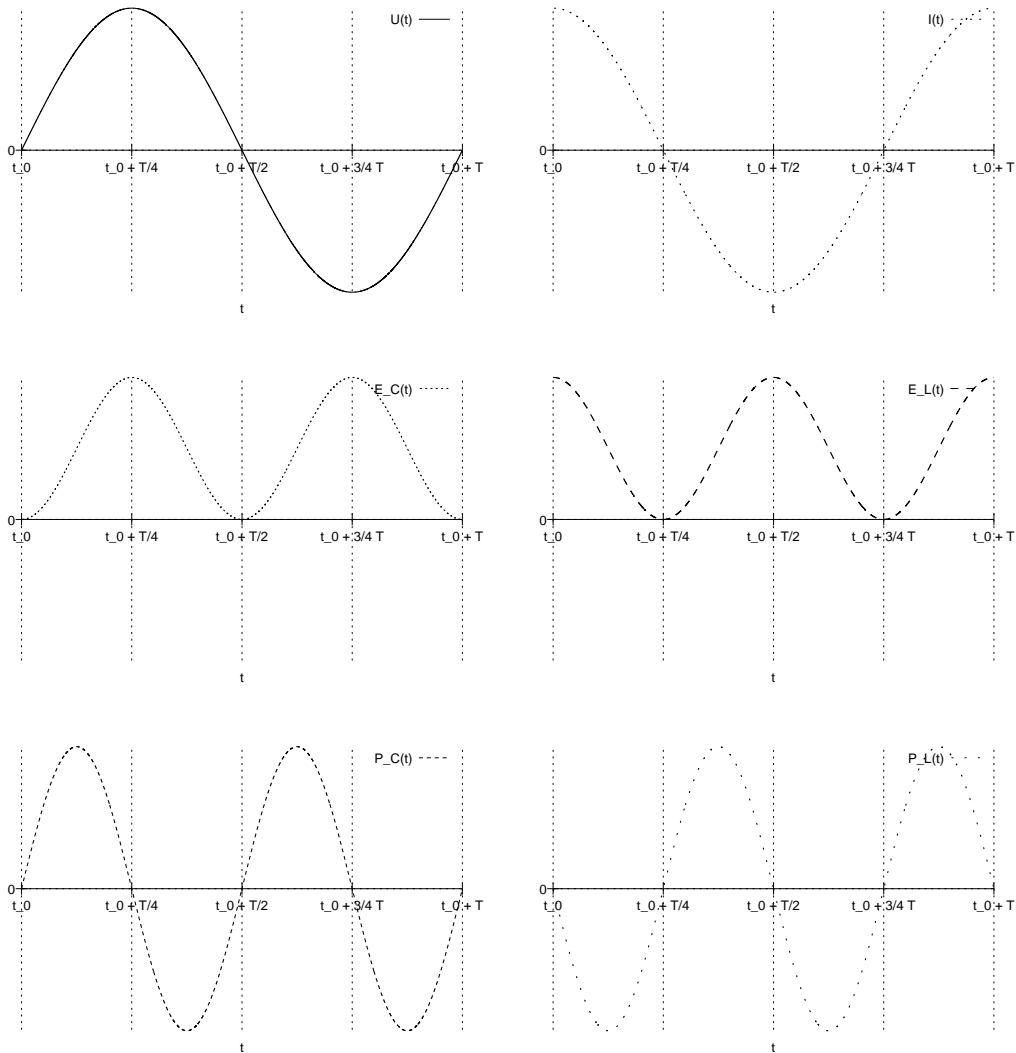 U(t)
0
t_0 t_0 + T/4 t_0 + T/2 t_0 + 3/4 T t_0 + T
t
I(t)
0
t_0 t_0 + T/4 t_0 + T/2 t_0 + 3/4 T t_0 + T
t
E_C(t)
0
t_0 t_0 + T/4 t_0 + T/2 t_0 + 3/4 T t_0 + T
t
E_L(t)
0
t_0 t_0 + T/4 t_0 + T/2 t_0 + 3/4 T t_0 + T
t
P_C(t)
0
t_0 t_0 + T/4 t_0 + T/2 t_0 + 3/4 T t_0 + T
t
P_L(t)
0
t_0 t_0 + T/4 t_0 + T/2 t_0 + 3/4 T t_0 + T
t